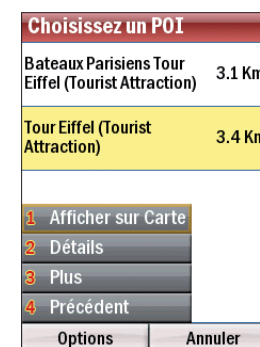 Choisissez un POI
Bateaux Parisiens Tour
Eiffel (Tourist Attraction)
3.1 Km
Tour Eiffel (Tourist
Attraction)
3.4 Km
1 Afficher sur Carte
2 Détails
3 Plus
4 Précédent
Options
Annuler